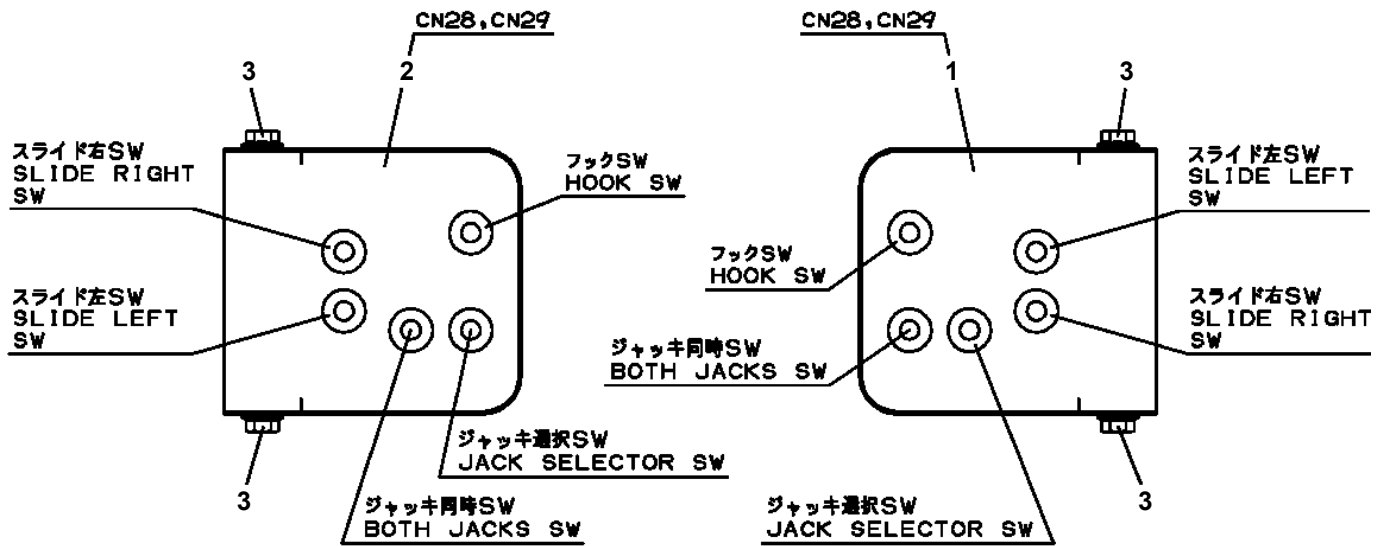 CN28,CN29
2
3
スライド右SW
SLIDE RIGHT
SW
フックSW
HOOK SW
スライド左SW
SLIDE LEFT
SW
ジャッキ選択SW
JACK SELECTOR SW
3
ジャッキ同時SW
BOTH JACKS SW
CN28,CN29
1
3
スライド左SW
SLIDE LEFT
SW
フックSW
HOOK SW
スライド右SW
SLIDE RIGHT
SW
ジャッキ同時SW
BOTH JACKS SW
3
ジャッキ選択SW
JACK SELECTOR SW